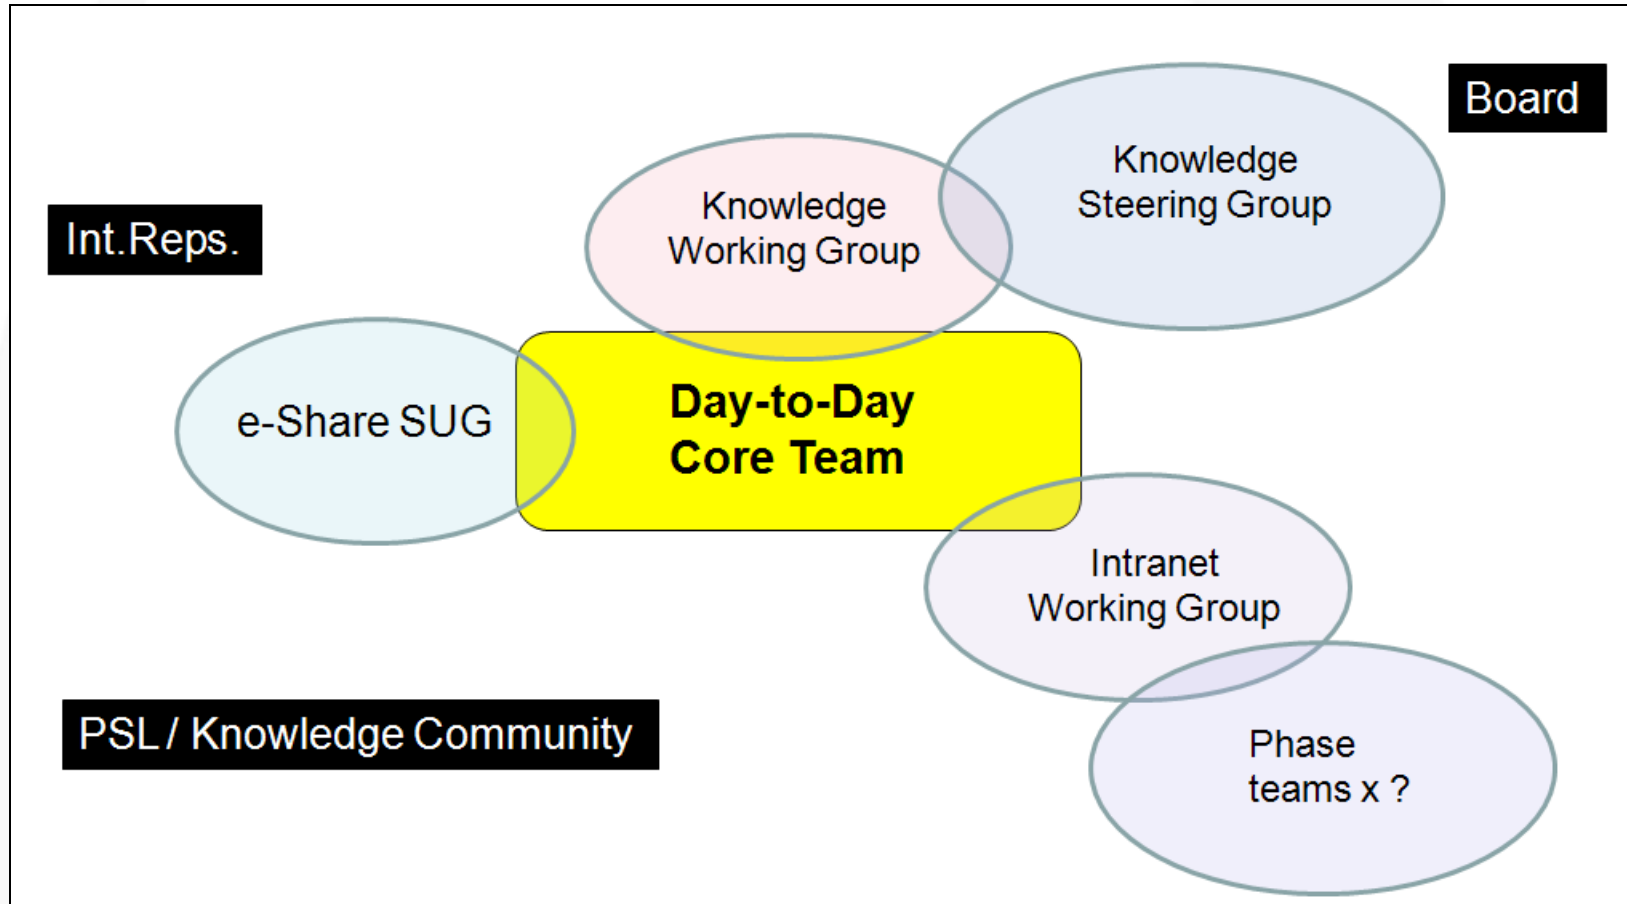 Board
Knowledge
Steering Group
Knowledge
Working Group
Int.Reps.
e-Share SUG
Day-to-Day
Core Team
Intranet
Working Group
PSL / Knowledge Community
Phase
teams x ?